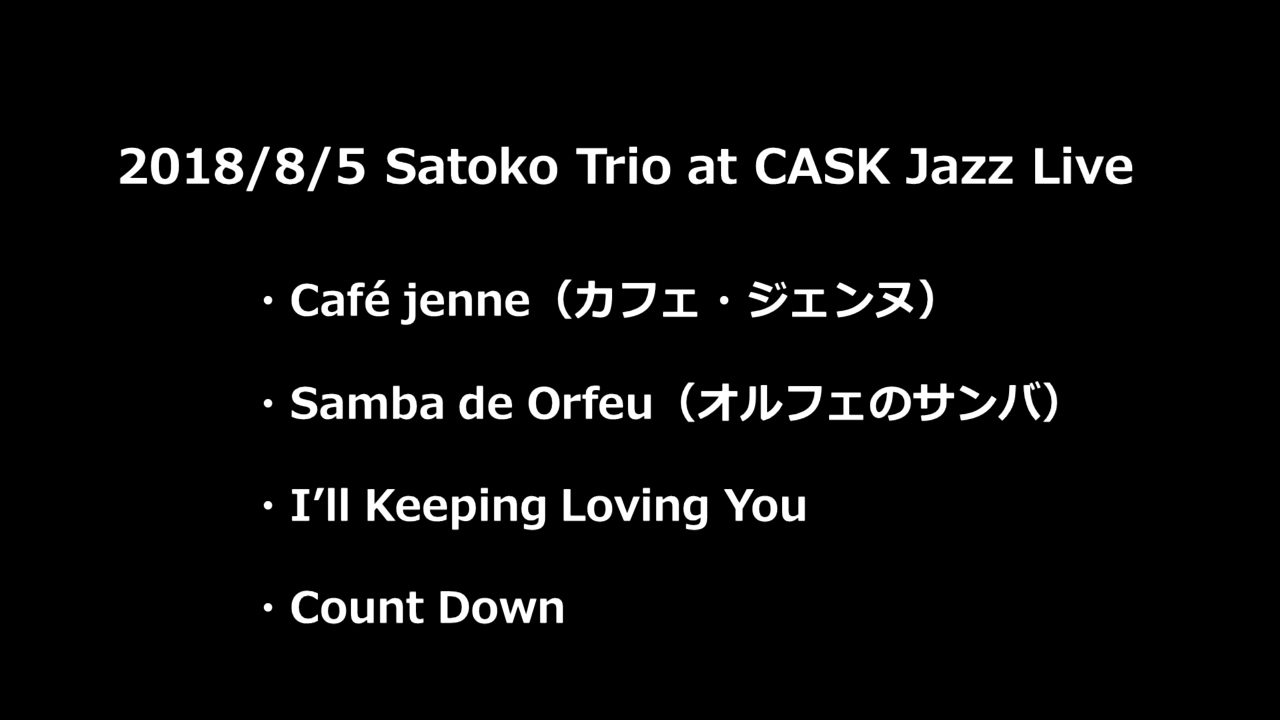 2018/8/5 Satoko Trio at CASK Jazz Live
・Café jenne（カフェ・ジェンヌ）
・Samba de Orfeu（オルフェのサンバ）
・I’ll Keeping Loving You
・Count Down